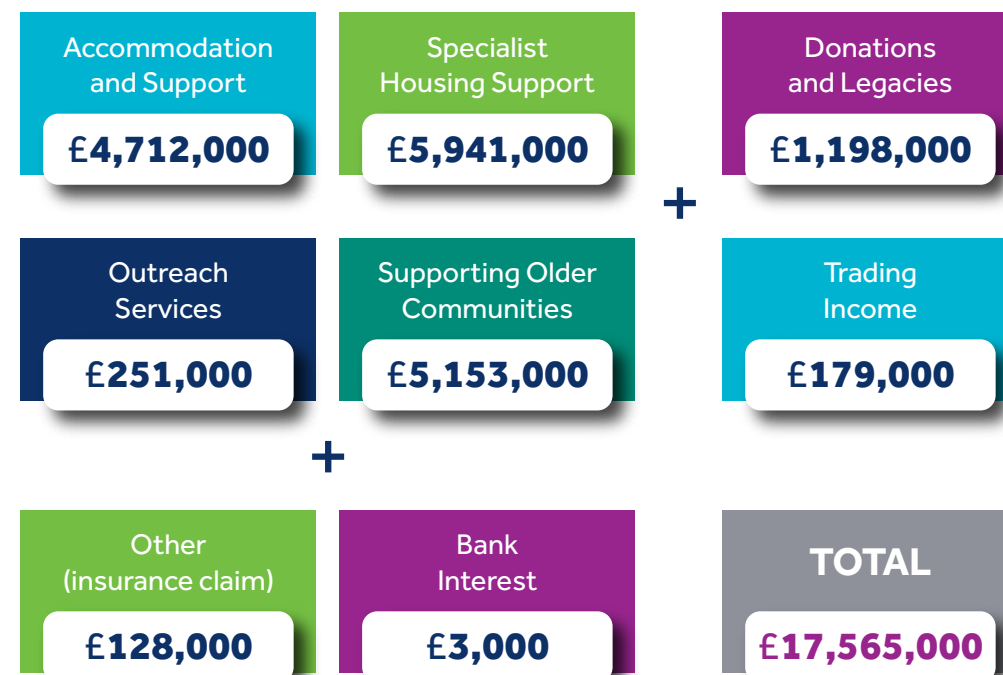 Accommodation
and Support
£4,712,000
Specialist
Housing Support
£5,941,000
Donations
and Legacies
£1,198,000
+
Outreach
Services
£251,000
Supporting Older
Communities
£5,153,000
Trading
Income
£179,000
+
Other
(insurance claim)
£128,000
Bank
Interest
£3,000
TOTAL
£17,565,000